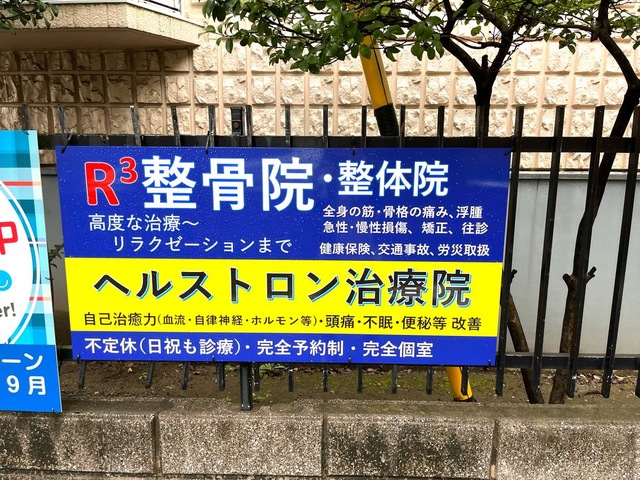 R³整骨院・整体院
高度な治療～
リラクゼーションまで
全身の筋・骨格の痛み、浮腫
急性・慢性損傷、矯正、往診
健康保険、交通事故、労災取扱
ヘルストロン治療院
自己治癒力(血流・自律神経・ホルモン等)・頭痛・不眠・便秘等 改善
不定休(日祝も診療)・完全予約制・完全個室
P
er!
ーン
9月